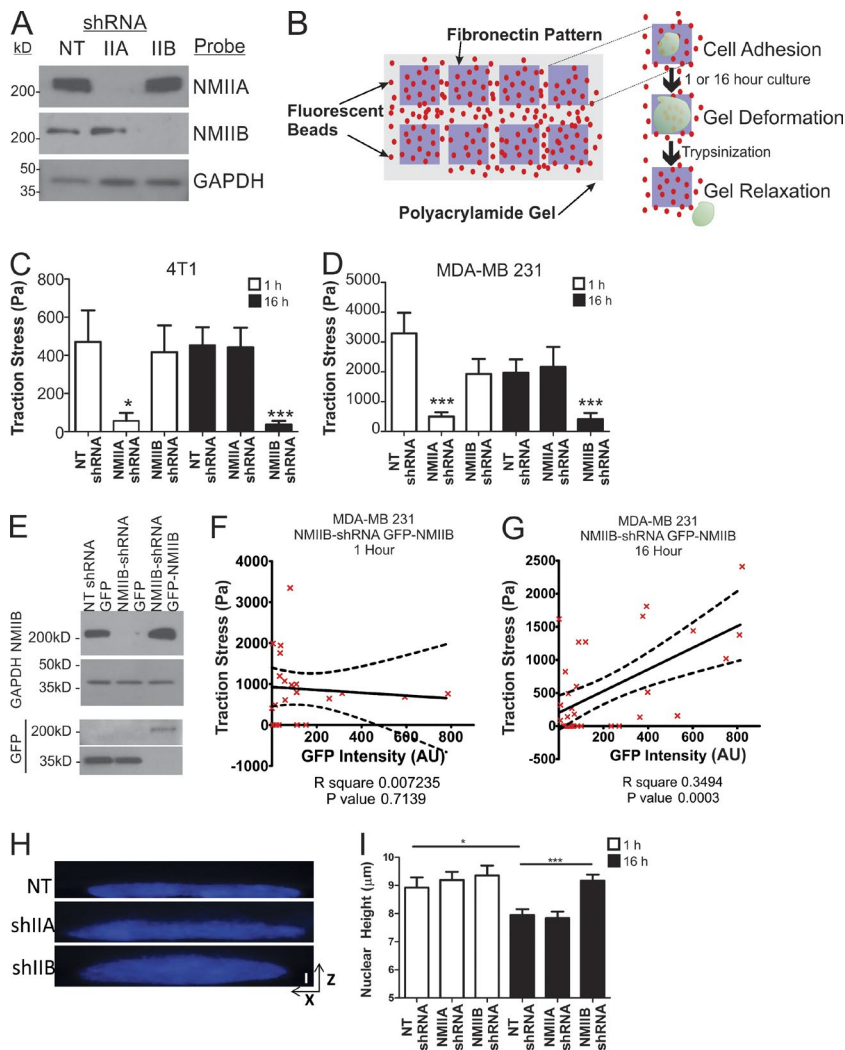 A
shRNA
kD NT IIA IIB Probe
200- NMIIA
200- NMIIB
50-
35- GAPDH
B
Fibronectin Pattern
Fluorescent
Beads
Polyacrylamide Gel
Cell Adhesion
1 or 16 hour culture
Gel Deformation
Trypsinization
Gel Relaxation
C
4T1
1 h
16 h
Traction Stress (Pa)
800
600
400
200
0
* ***
NT shRNA
NMIIA shRNA
NMIIB shRNA
NT shRNA
NMIIA shRNA
NMIIB shRNA
D
MDA-MB 231
1 h
16 h
Traction Stress (Pa)
5000
4000
3000
2000
1000
0
*** ***
NT shRNA
NMIIA shRNA
NMIIB shRNA
NT shRNA
NMIIA shRNA
NMIIB shRNA
E
NT shRNA
GFP
NMIIB-shRNA
GFP
NMIIB-shRNA
GFP-NMIIB
NMIIB
200kD
GAPDH
50kD
35kD
GFP
200kD
35kD
F
MDA-MB 231
NMIIB-shRNA GFP-NMIIB
1 Hour
Traction Stress (Pa)
4000
3000
2000
1000
0
-1000
200 400 600 800
GFP Intensity (AU)
R square 0.007235
P value 0.7139
G
MDA-MB 231
NMIIB-shRNA GFP-NMIIB
16 Hour
Traction Stress (Pa)
2500
2000
1500
1000
500
0
-500
200 400 600 800
GFP Intensity (AU)
R square 0.3494
P value 0.0003
H
NT
shIIA
shIIB
I
Z
X
I
1 h
16 h
Nuclear Height (μm)
10
9
8
7
6
5
* ***
NT shRNA
NMIIA shRNA
NMIIB shRNA
NT shRNA
NMIIA shRNA
NMIIB shRNA